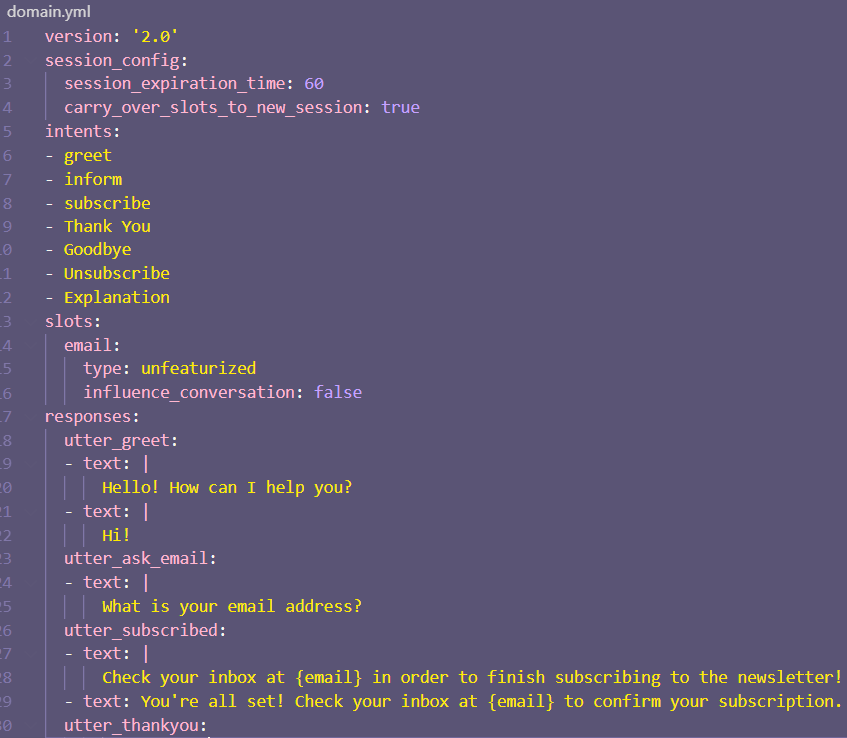 domain.yml
1 version: '2.0'
2 session_config:
3 session_expiration_time: 60
4 carry_over_slots_to_new_session: true
5 intents:
6 - greet
7 - inform
8 - subscribe
9 - Thank You
0 - Goodbye
1 - Unsubscribe
2 - Explanation
3 slots:
4 email:
5 type: unfeaturized
6 influence_conversation: false
7 responses:
8 utter_greet:
9 - text: |
0 Hello! How can I help you?
1 - text: |
2 Hi!
3 utter_ask_email:
4 - text: |
5 What is your email address?
6 utter_subscribed:
7 - text: |
8 Check your inbox at {email} in order to finish subscribing to the newsletter!
9 - text: You're all set! Check your inbox at {email} to confirm your subscription.
0 utter_thankyou: